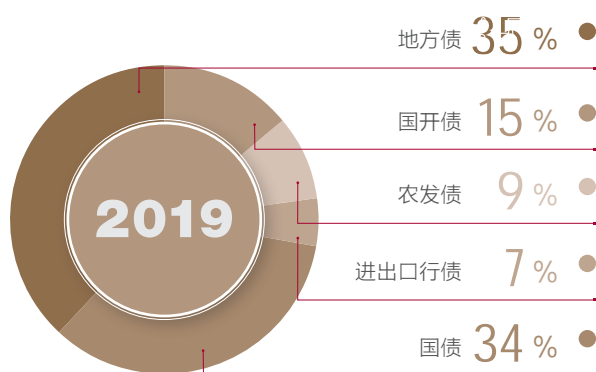 地方债 35 %
国开债 15 %
2019
农发债 9 %
进出口行债 7 %
国债 34 %